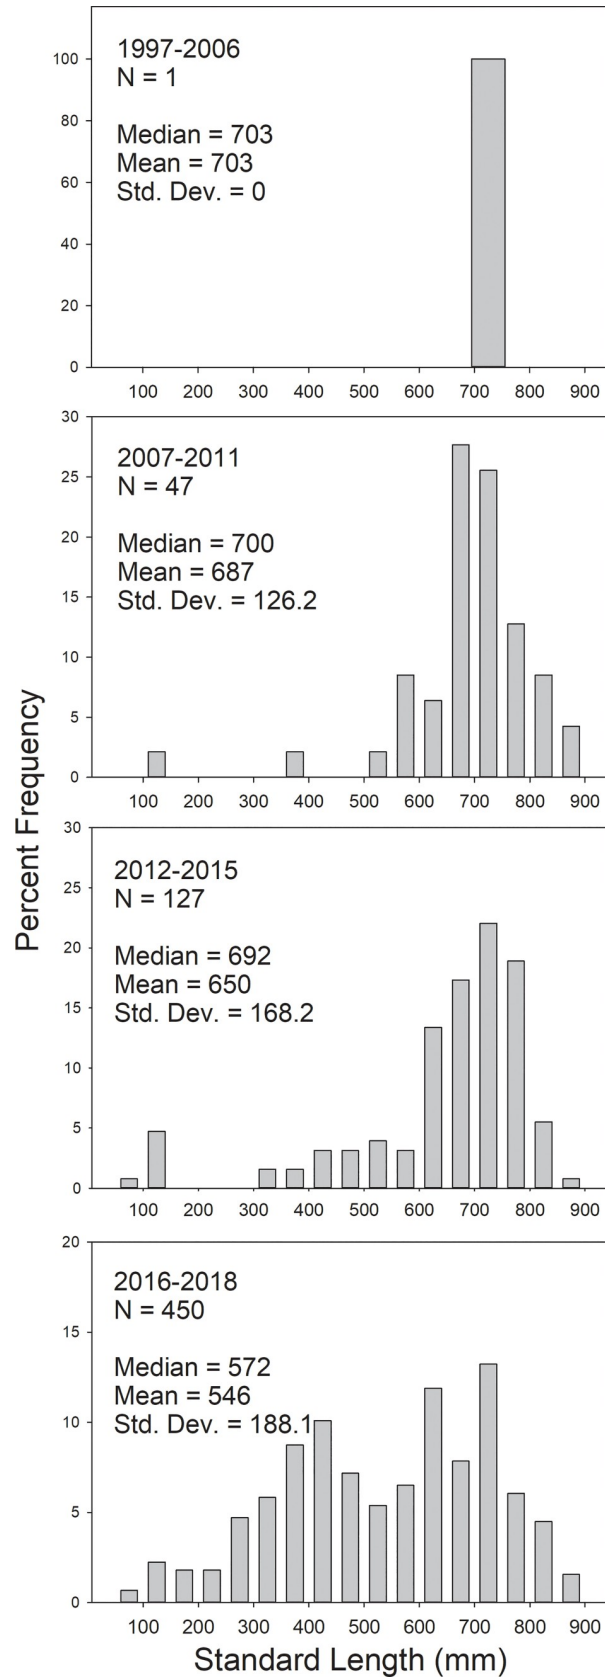 1997-2006
N = 1
Median = 703
Mean = 703
Std. Dev. = 0
100
80
60
40
20
0
100 200 300 400 500 600 700 800 900
2007-2011
N = 47
Median = 700
Mean = 687
Std. Dev. = 126.2
30
25
20
15
10
5
0
100 200 300 400 500 600 700 800 900
Percent Frequency
2012-2015
N = 127
Median = 692
Mean = 650
Std. Dev. = 168.2
30
25
20
15
10
5
0
100 200 300 400 500 600 700 800 900
2016-2018
N = 450
Median = 572
Mean = 546
Std. Dev. = 188.1
20
15
10
5
0
100 200 300 400 500 600 700 800 900
Standard Length (mm)